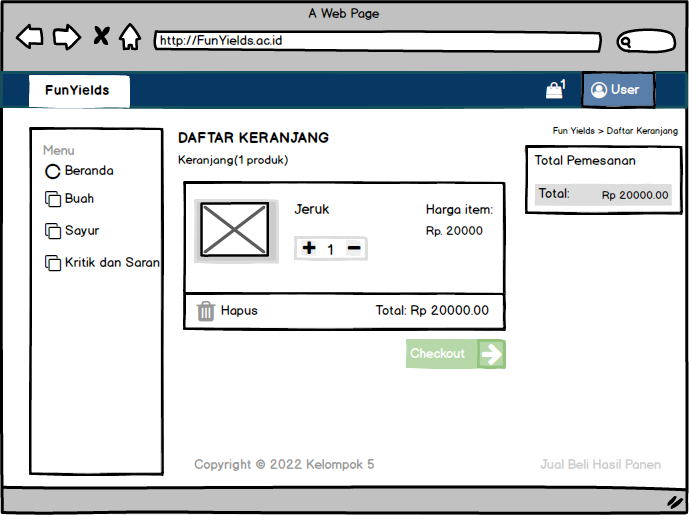 A Web Page
http://FunYields.ac.id
FunYields
1
User
Menu
Beranda
Buah
Sayur
Kritik dan Saran
DAFTAR KERANJANG
Keranjang(1 produk)
Jeruk
1
Harga item:
Rp. 20000
Hapus
Total: Rp 20000.00
Checkout
Fun Yields > Daftar Keranjang
Total Pemesanan
Total: Rp 20000.00
Copyright © 2022 Kelompok 5
Jual Beli Hasil Panen